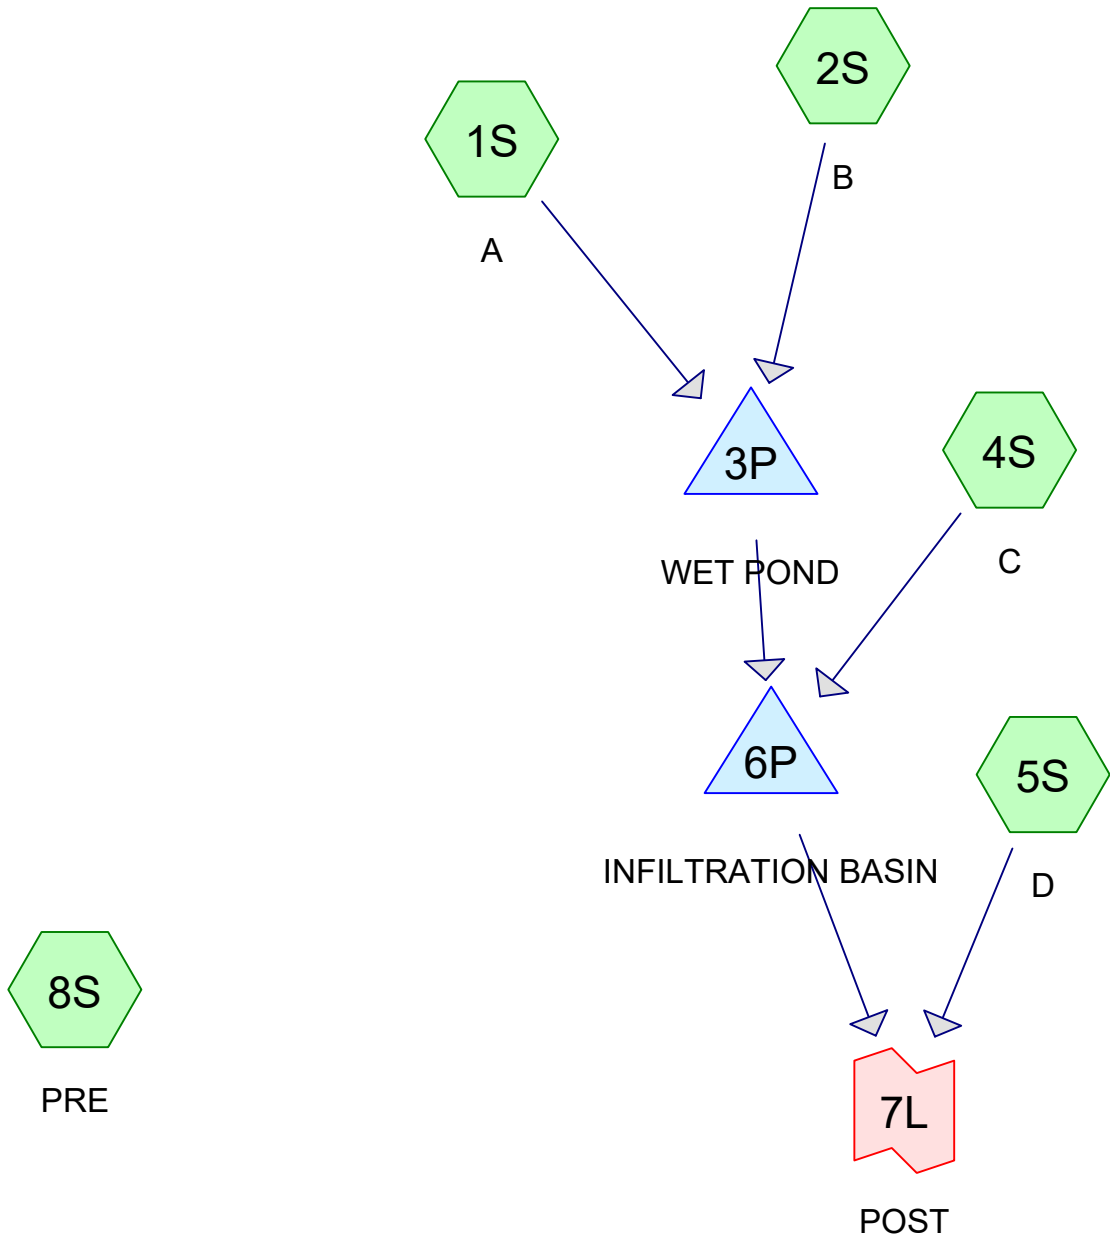 2S
1S
B
A
3P
4S
WET POND
C
6P
5S
INFILTRATION BASIN
D
8S
PRE
7L
POST